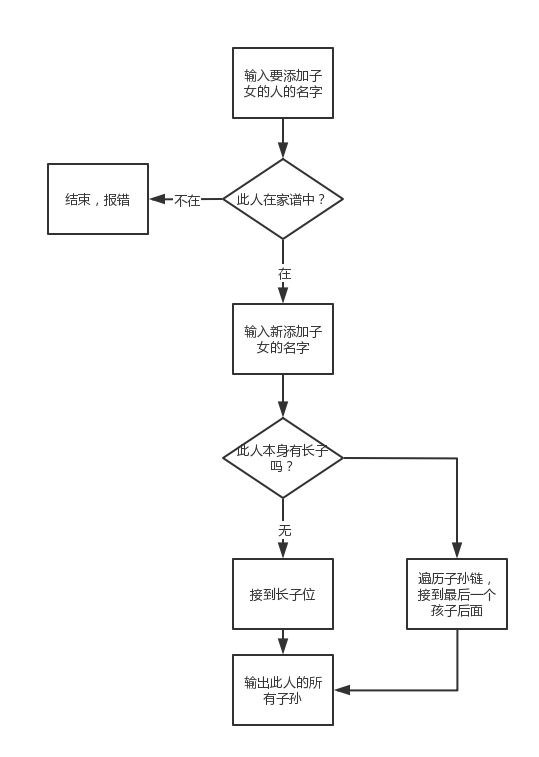 输入要添加子
女的人的名字
此人在家谱中？
不在
结束，报错
在
输入新添加子
女的名字
此人本身有长子
吗？
无
接到长子位
遍历子孙链，
接到最后一个
孩子后面
输出此人的所
有子孙